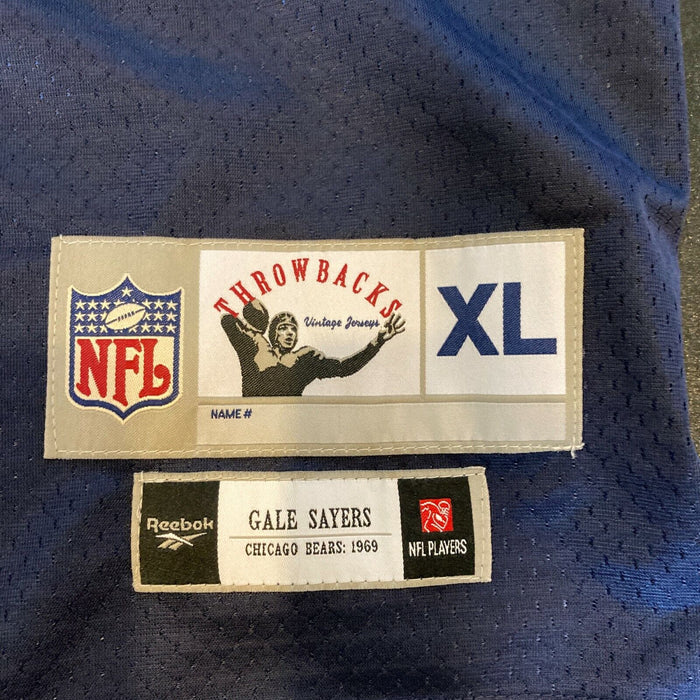 NFL
THROWBACKS
Vintage Jerseys
XL
NAME #
Reebok
GALE SAYERS
CHICAGO BEARS: 1969
NFL PLAYERS